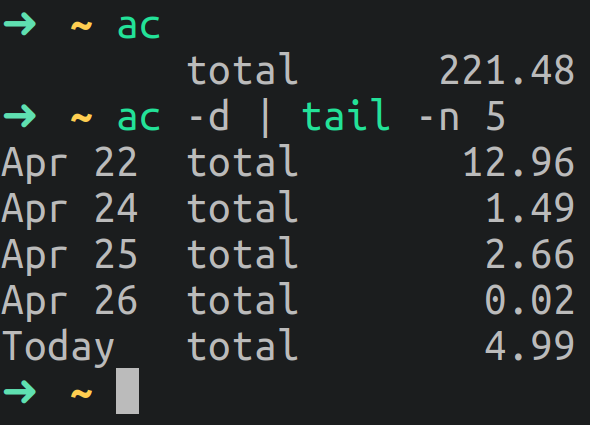 ➜ ~ ac
total 221.48
➜ ~ ac -d | tail -n 5
Apr 22 total 12.96
Apr 24 total 1.49
Apr 25 total 2.66
Apr 26 total 0.02
Today total 4.99
➜ ~